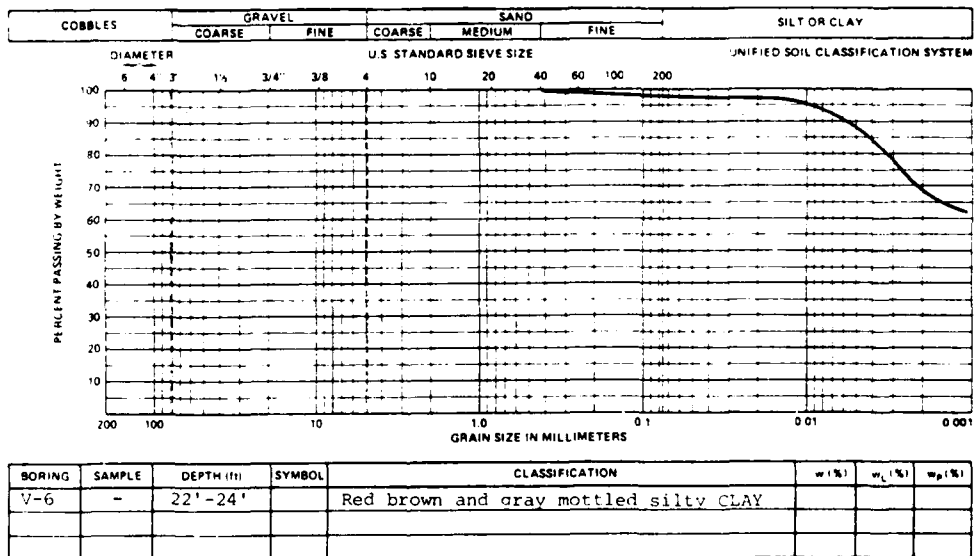 COBBLES GRAVEL SAND SILT OR CLAY
COARSE FINE COARSE MEDIUM FINE
DIAMETER U.S. STANDARD SIEVE SIZE UNIFIED SOIL CLASSIFICATION SYSTEM
6 4" 3" 1½ 3/4" 3/8 4 10 20 40 60 100 200
100
90
80
70
60
50
40
30
20
10
PERCENT PASSING BY WEIGHT
200 100 10 1.0 0.1 0.01 0.001
GRAIN SIZE IN MILLIMETERS
BORING SAMPLE DEPTH (ft) SYMBOL CLASSIFICATION w (%) wL (%) wp (%)
V-6 - 22'-24' Red brown and gray mottled silty CLAY